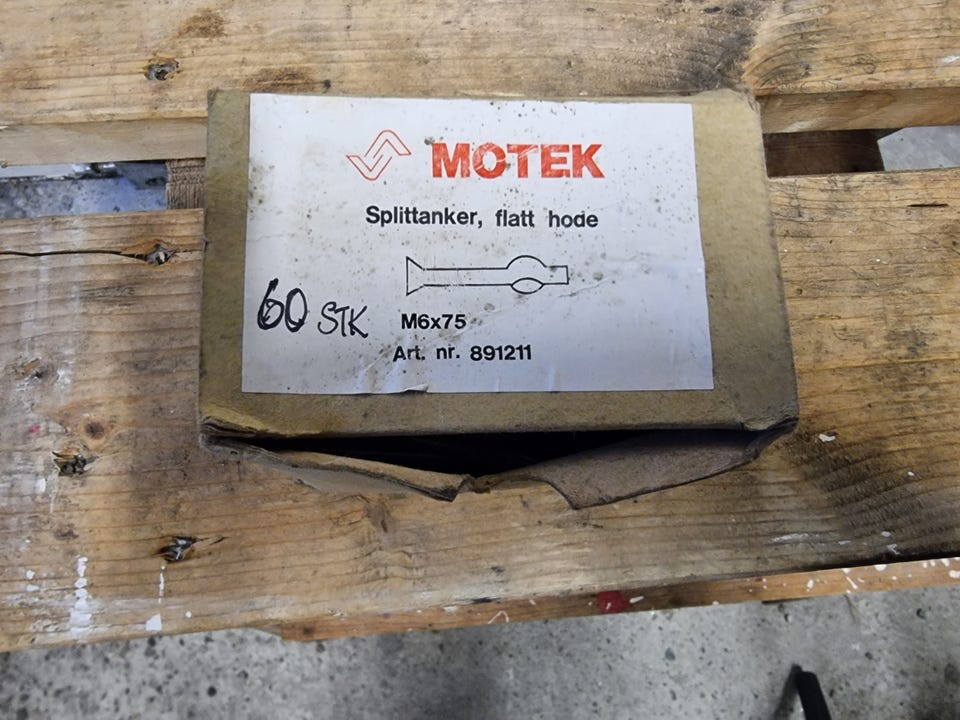 MOTEK
Splittanker, flatt hode
60 STK
M6x75
Art. nr. 891211